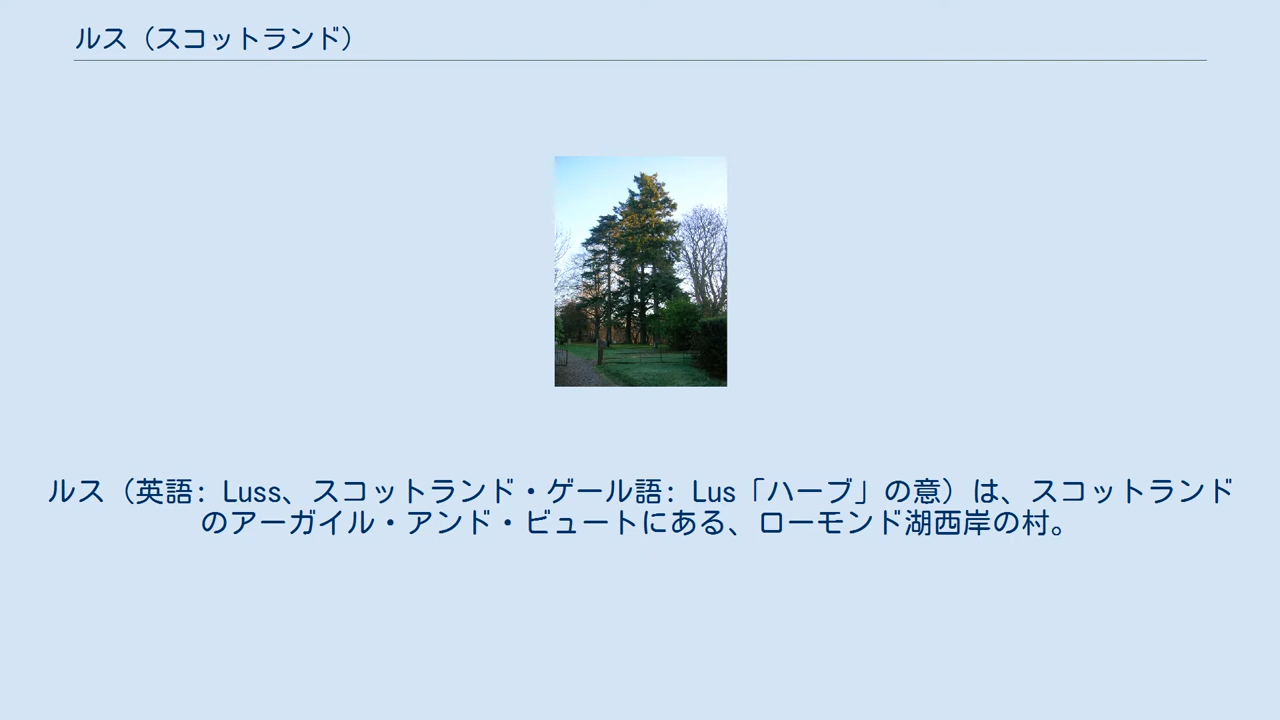 ルス（スコットランド）
ルス（英語: Luss、スコットランド・ゲール語: Lus「ハーブ」の意）は、スコットランド
のアーガイル・アンド・ビュートにある、ローモンド湖西岸の村。